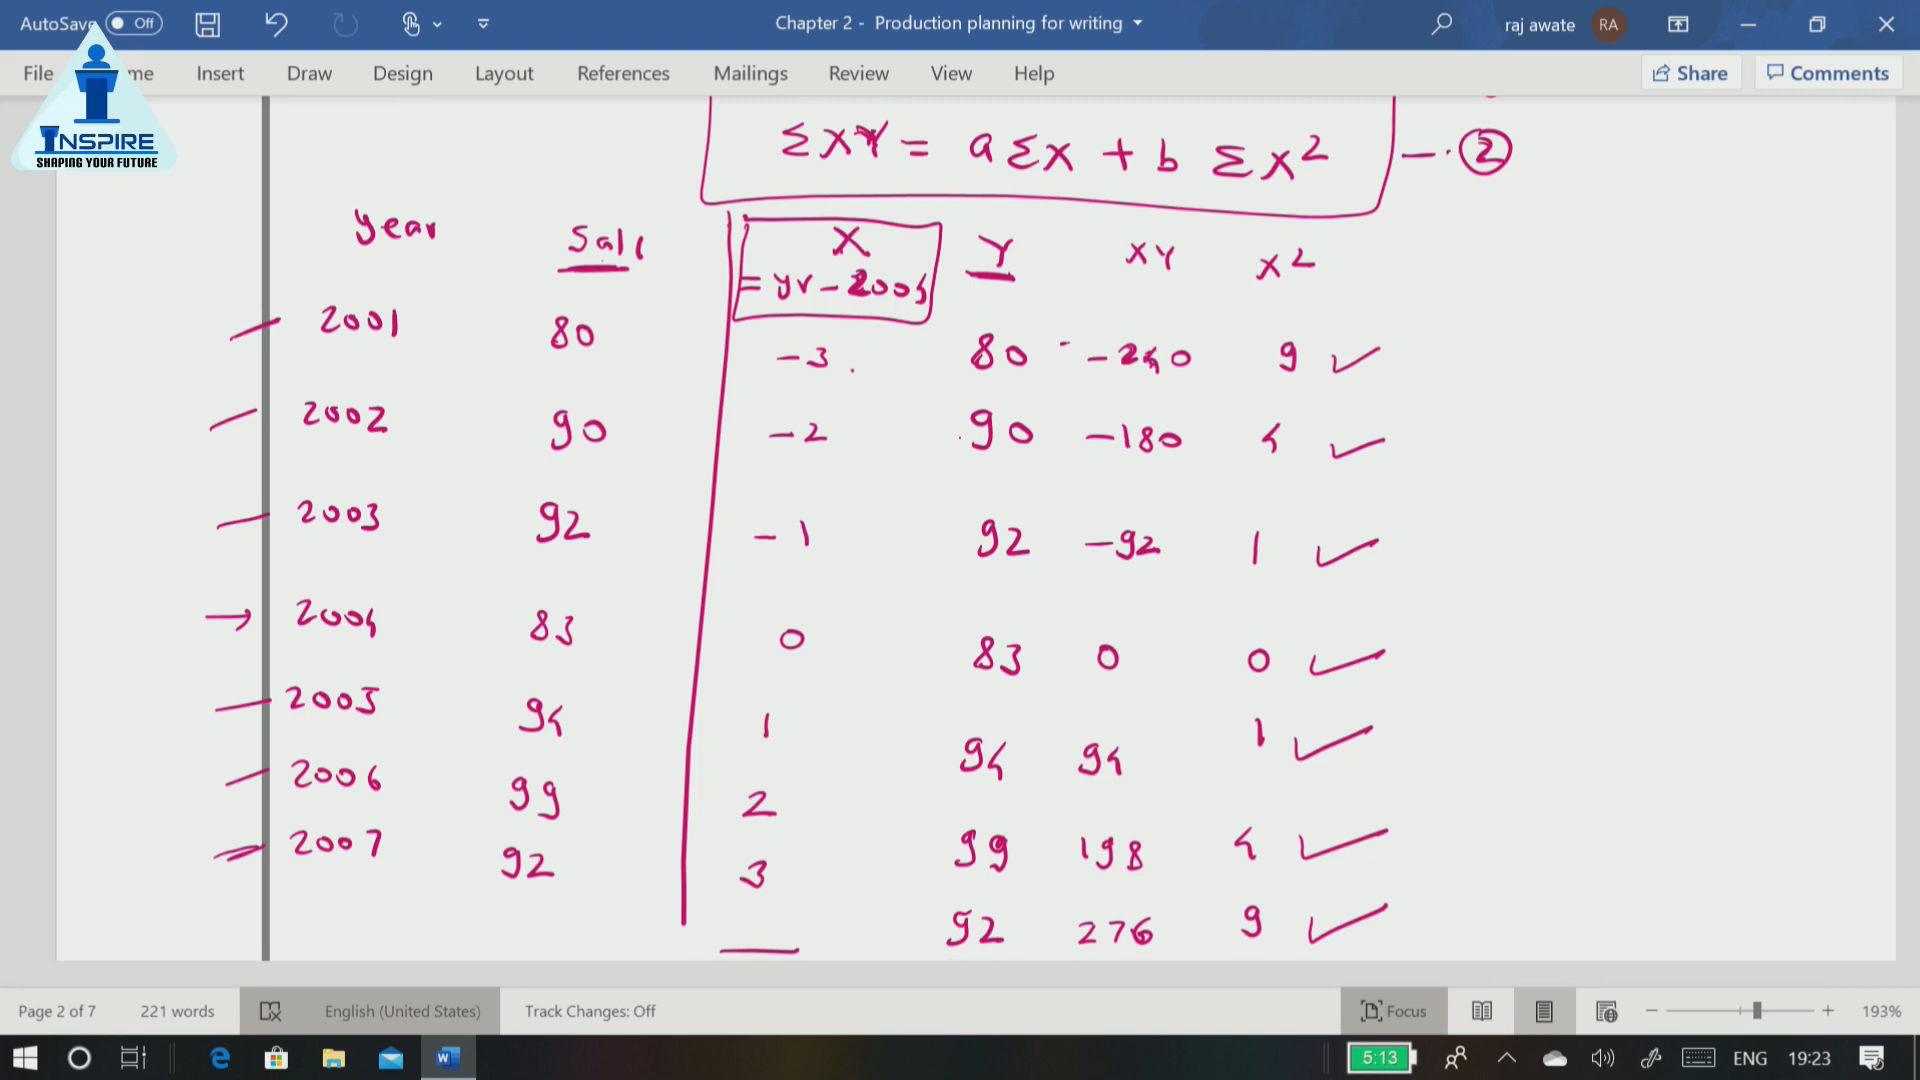 AutoSave Off
Chapter 2 - Production planning for writing
raj awate RA
File Insert Draw Design Layout References Mailings Review View Help
Share Comments
INSPIRE
SHAPING YOUR FUTURE
ΣXY = aΣX + b ΣX² — ②
Year Sale X Y XY X²
= yr - 2004
2001 80 -3 80 -240 9
2002 90 -2 90 -180 4
2003 92 -1 92 -92 1
2004 83 0 83 0 0
2005 94 1 94 94 1
2006 99 2 99 198 4
2007 92 3 92 276 9
Page 2 of 7 221 words English (United States) Track Changes: Off Focus 193%
5:13 ENG 19:23